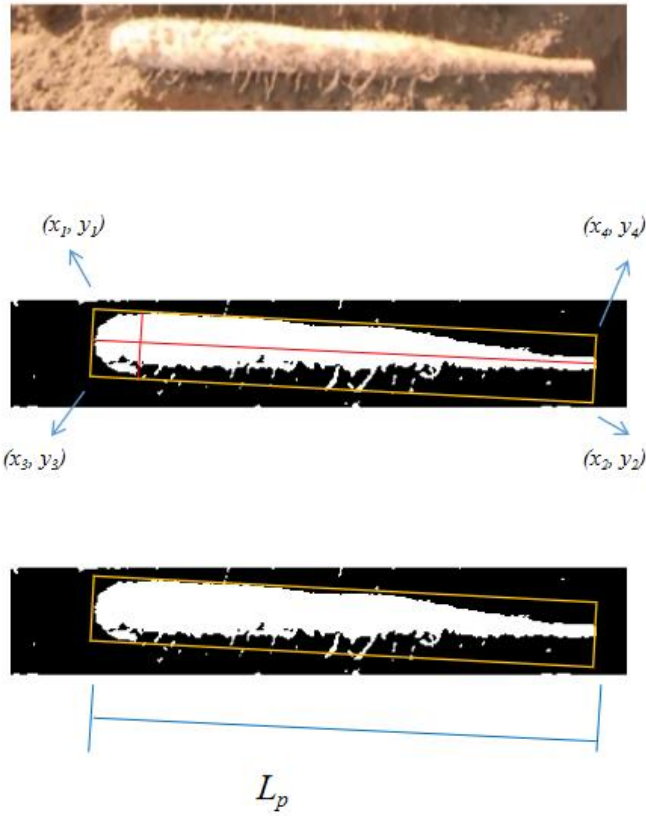 (x₁, y₁) (x₄, y₄)
(x₃, y₃) (x₂, y₂)
Lₚ